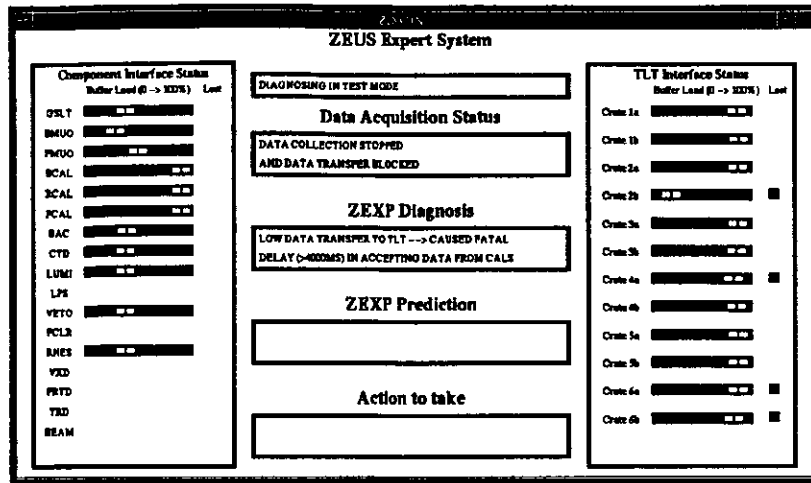 ZEUS Expert System
Component Interface Status
Buffer Load (0 --> 100%) Lost
GSLT
BMUO
FMUO
BCAL
RCAL
FCAL
BAC
CTD
LUMI
LPS
VETO
FCLR
RNES
VXD
FRTD
TRD
BEAM
DIAGNOSING IN TEST MODE
Data Acquisition Status
DATA COLLECTION STOPPED
AND DATA TRANSFER BLOCKED
ZEXP Diagnosis
LOW DATA TRANSFER TO TLT ---> CAUSED FATAL
DELAY (>4000MS) IN ACCEPTING DATA FROM CALS
ZEXP Prediction
Action to take
TLT Interface Status
Buffer Load (0 --> 100%) Lost
Crate 1a
Crate 1b
Crate 2a
Crate 2b
Crate 3a
Crate 3b
Crate 4a
Crate 4b
Crate 5a
Crate 5b
Crate 6a
Crate 6b